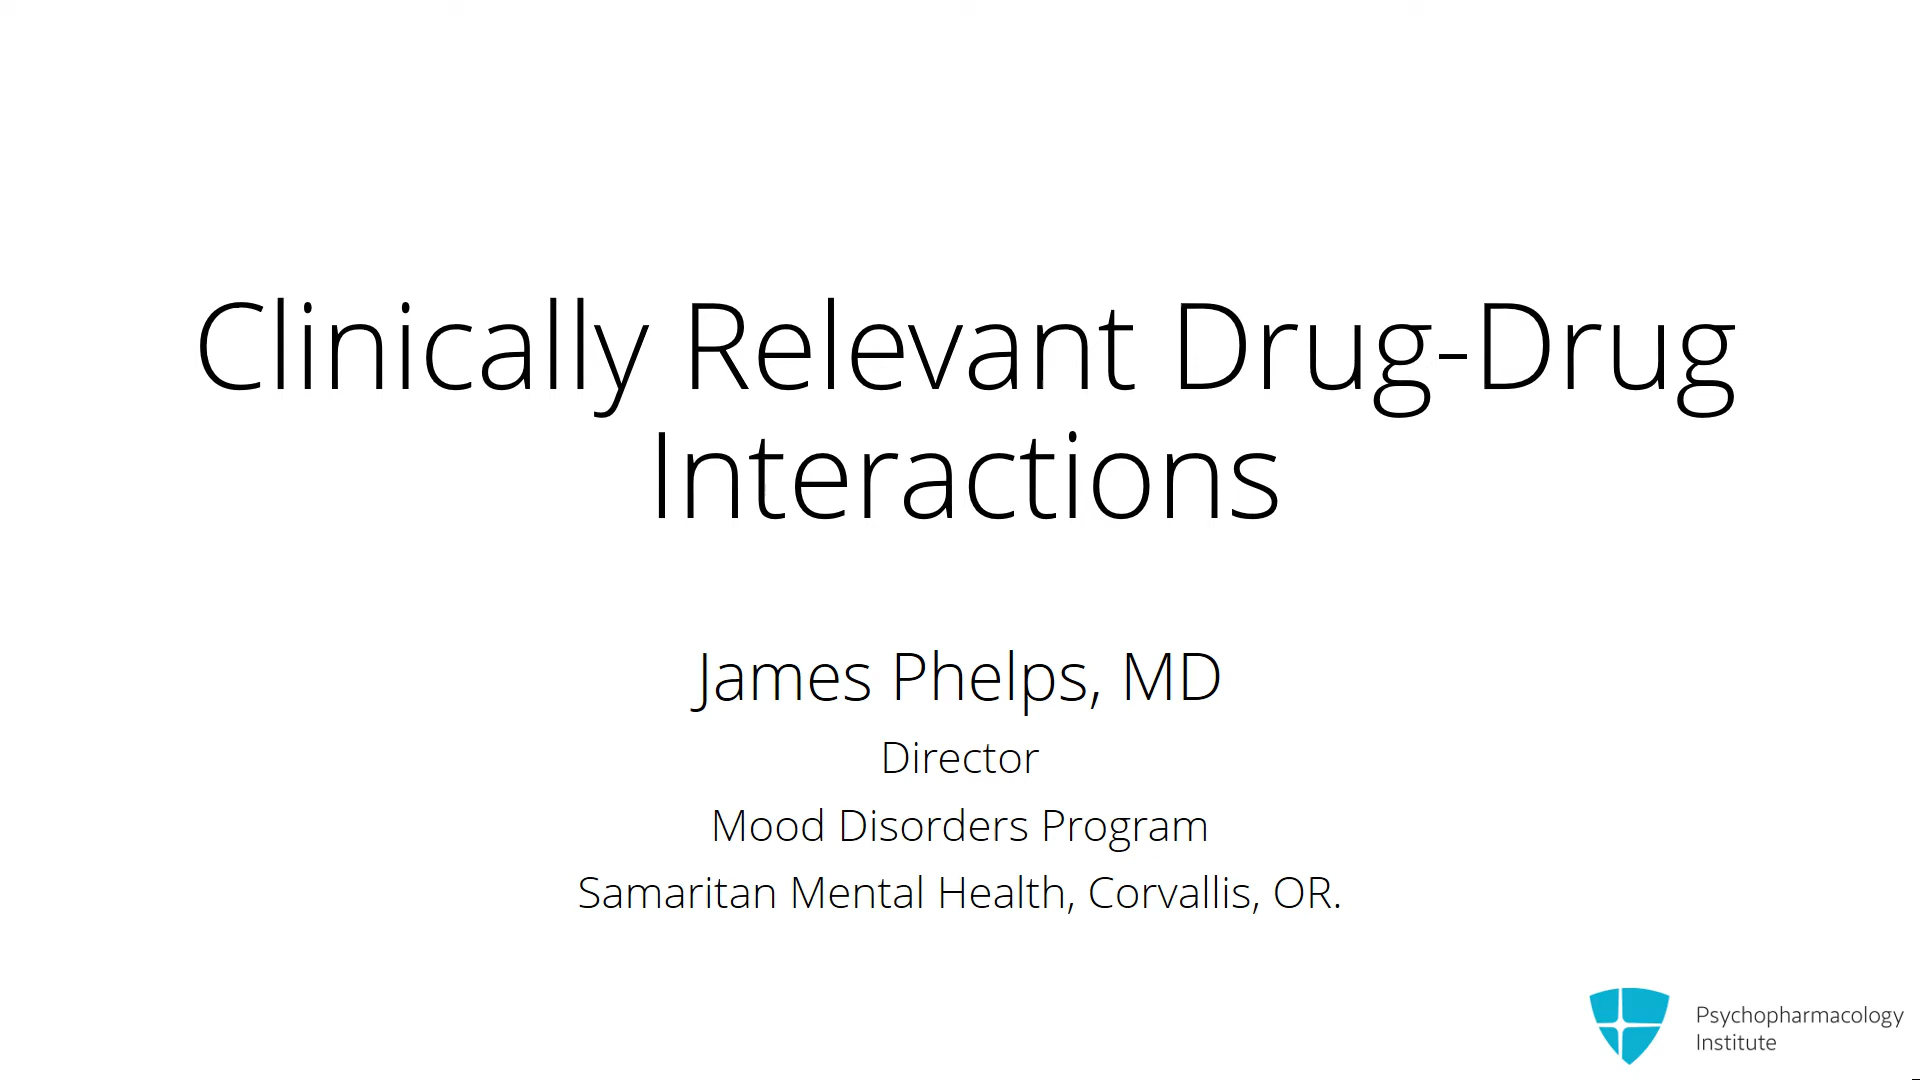 Clinically Relevant Drug-Drug
Interactions
James Phelps, MD
Director
Mood Disorders Program
Samaritan Mental Health, Corvallis, OR.
Psychopharmacology
Institute